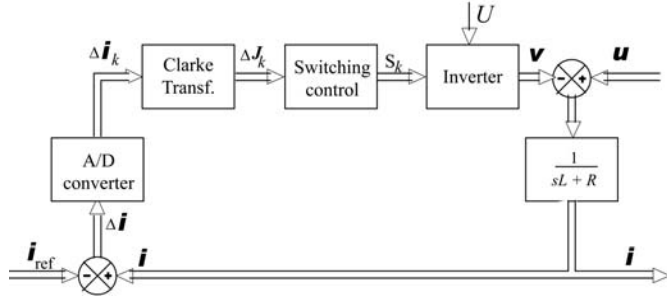 U
Δi_k
Clarke
Transf.
ΔJ_k
Switching
control
S_k
Inverter
v
- +
u
A/D
converter
1
sL + R
Δi
i_ref
- +
i
i